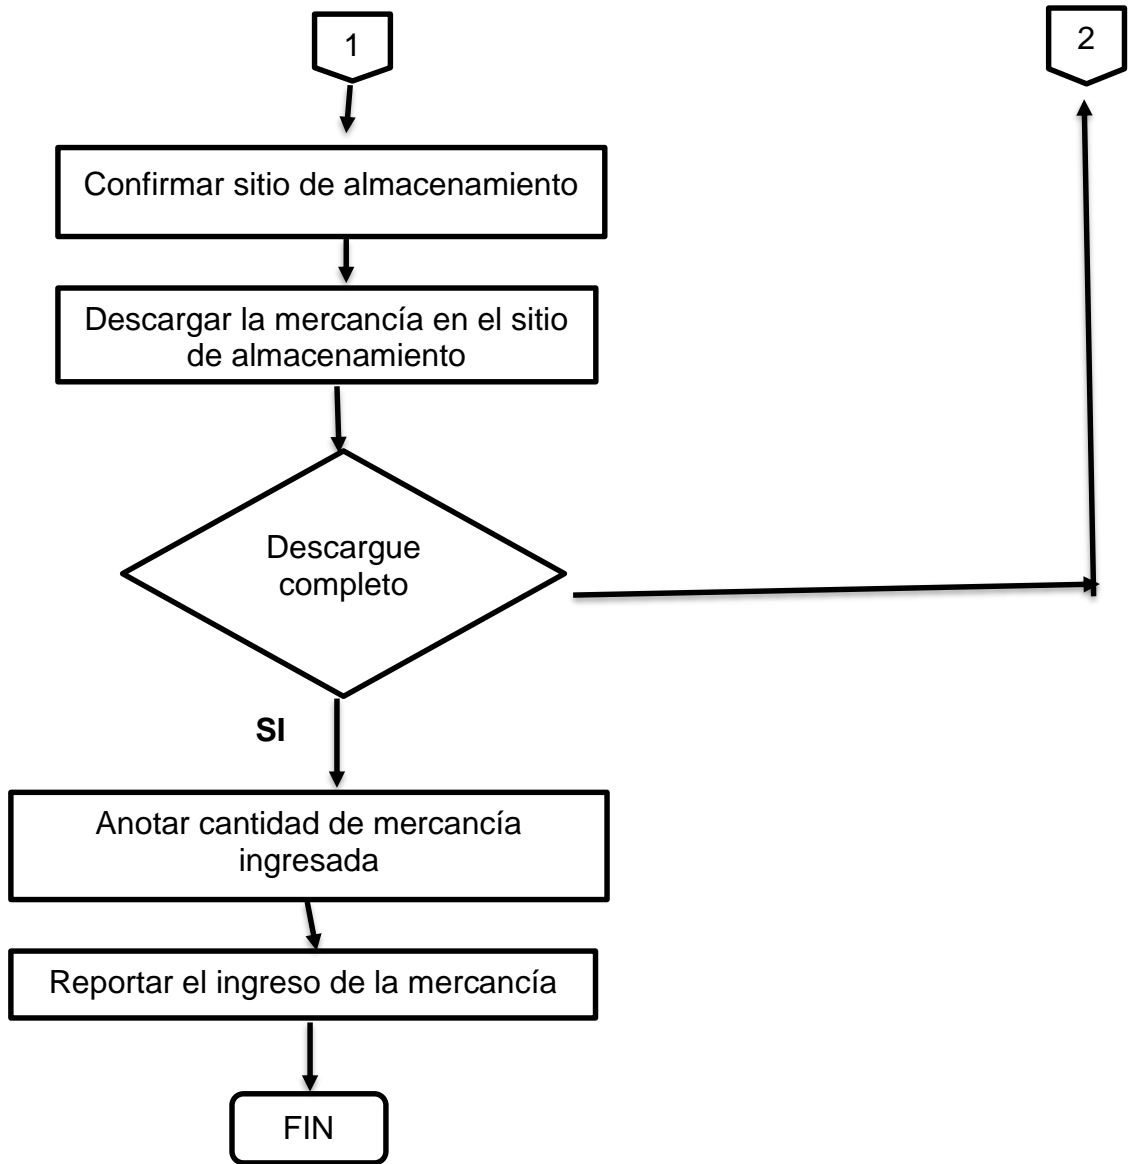 1
2
Confirmar sitio de almacenamiento
Descargar la mercancía en el sitio
de almacenamiento
Descargue
completo
SI
Anotar cantidad de mercancía
ingresada
Reportar el ingreso de la mercancía
FIN